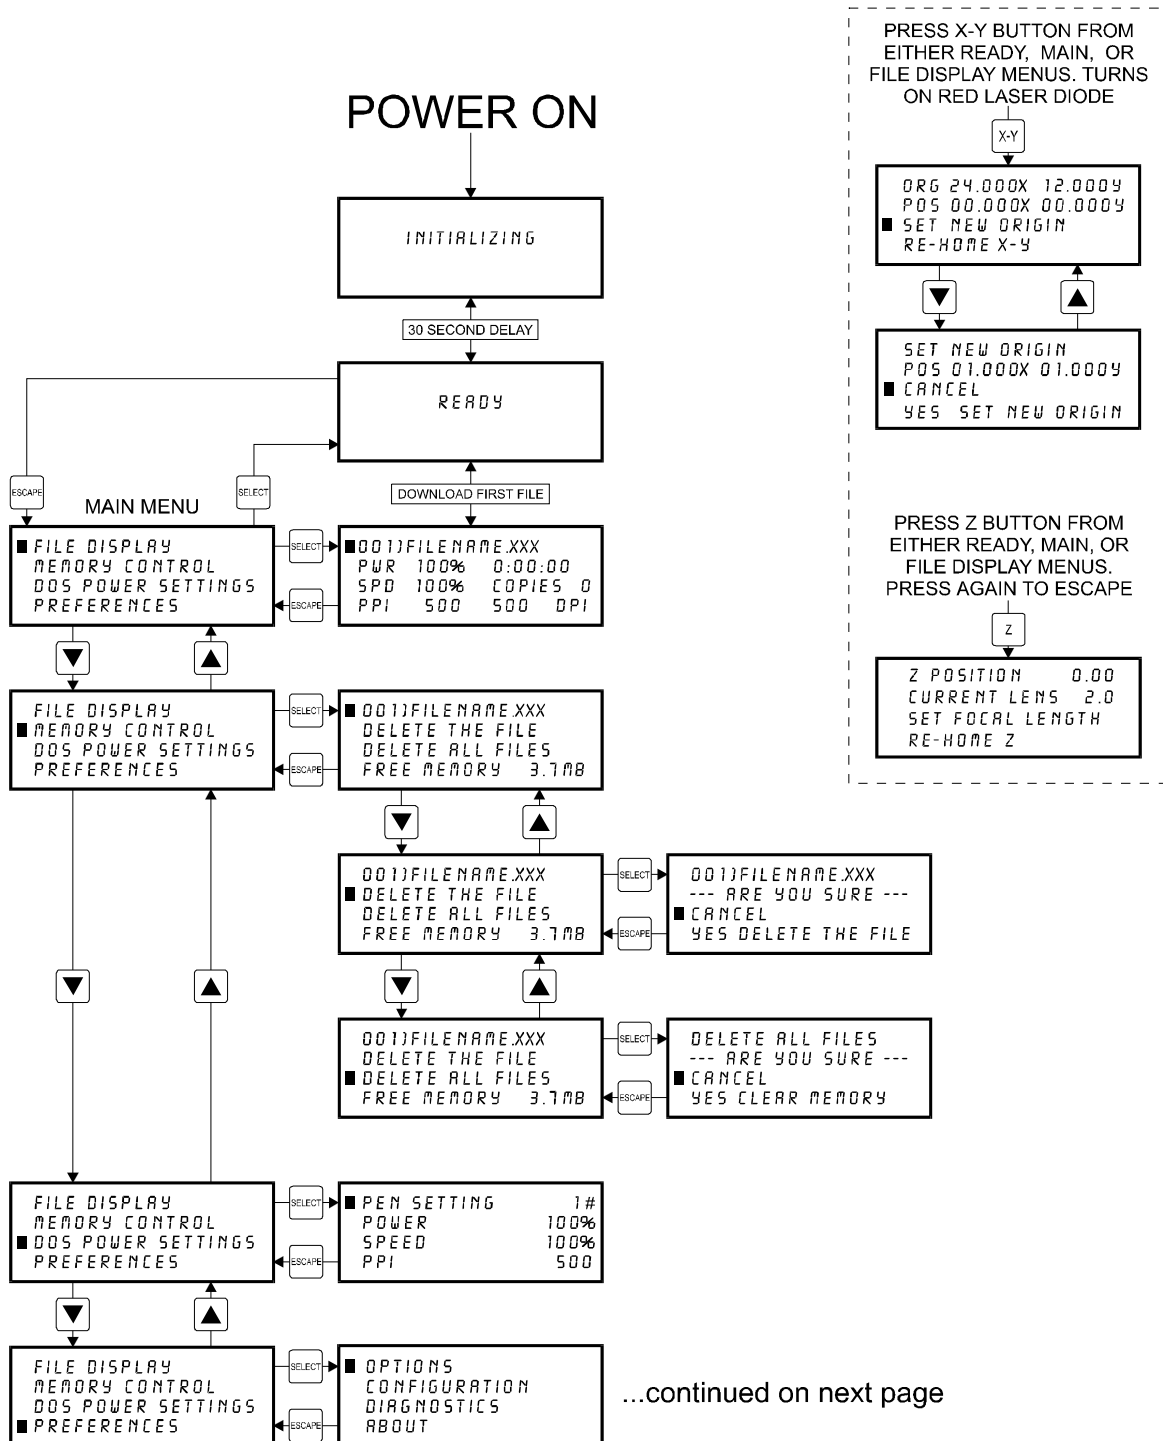 POWER ON
INITIALIZING
30 SECOND DELAY
READY
DOWNLOAD FIRST FILE
ESCAPE
SELECT
MAIN MENU
FILE DISPLAY
MEMORY CONTROL
DOS POWER SETTINGS
PREFERENCES
SELECT
ESCAPE
001)FILENAME.XXX
PWR 100% 0:00:00
SPD 100% COPIES 0
PPI 500 500 DPI
FILE DISPLAY
MEMORY CONTROL
DOS POWER SETTINGS
PREFERENCES
SELECT
ESCAPE
001)FILENAME.XXX
DELETE THE FILE
DELETE ALL FILES
FREE MEMORY 3.7MB
001)FILENAME.XXX
DELETE THE FILE
DELETE ALL FILES
FREE MEMORY 3.7MB
SELECT
ESCAPE
001)FILENAME.XXX
--- ARE YOU SURE ---
CANCEL
YES DELETE THE FILE
001)FILENAME.XXX
DELETE THE FILE
DELETE ALL FILES
FREE MEMORY 3.7MB
SELECT
ESCAPE
DELETE ALL FILES
--- ARE YOU SURE ---
CANCEL
YES CLEAR MEMORY
FILE DISPLAY
MEMORY CONTROL
DOS POWER SETTINGS
PREFERENCES
SELECT
ESCAPE
PEN SETTING 1#
POWER 100%
SPEED 100%
PPI 500
FILE DISPLAY
MEMORY CONTROL
DOS POWER SETTINGS
PREFERENCES
SELECT
ESCAPE
OPTIONS
CONFIGURATION
DIAGNOSTICS
ABOUT
...continued on next page
PRESS X-Y BUTTON FROM
EITHER READY, MAIN, OR
FILE DISPLAY MENUS. TURNS
ON RED LASER DIODE
X-Y
ORG 24.000X 12.000Y
POS 00.000X 00.000Y
SET NEW ORIGIN
RE-HOME X-Y
SET NEW ORIGIN
POS 01.000X 01.000Y
CANCEL
YES SET NEW ORIGIN
PRESS Z BUTTON FROM
EITHER READY, MAIN, OR
FILE DISPLAY MENUS.
PRESS AGAIN TO ESCAPE
Z
Z POSITION 0.00
CURRENT LENS 2.0
SET FOCAL LENGTH
RE-HOME Z